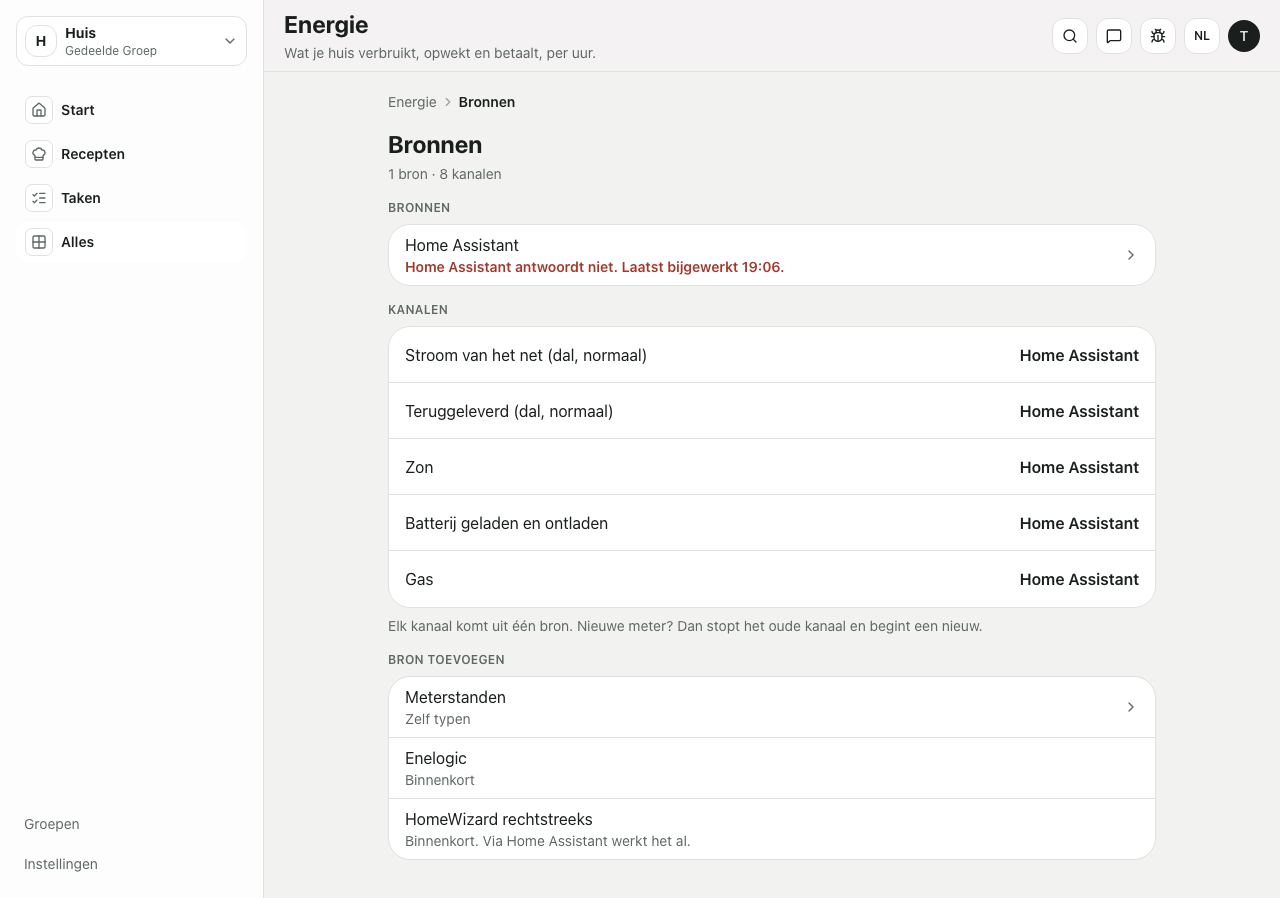 H
Huis
Gedeelde Groep
Start
Recepten
Taken
Alles
Groepen
Instellingen
Energie
Wat je huis verbruikt, opwekt en betaalt, per uur.
NL
T
Energie
Bronnen
Bronnen
1 bron · 8 kanalen
BRONNEN
Home Assistant
Home Assistant antwoordt niet. Laatst bijgewerkt 19:06.
KANALEN
Stroom van het net (dal, normaal) Home Assistant
Teruggeleverd (dal, normaal) Home Assistant
Zon Home Assistant
Batterij geladen en ontladen Home Assistant
Gas Home Assistant
Elk kanaal komt uit één bron. Nieuwe meter? Dan stopt het oude kanaal en begint een nieuw.
BRON TOEVOEGEN
Meterstanden
Zelf typen
Enelogic
Binnenkort
HomeWizard rechtstreeks
Binnenkort. Via Home Assistant werkt het al.